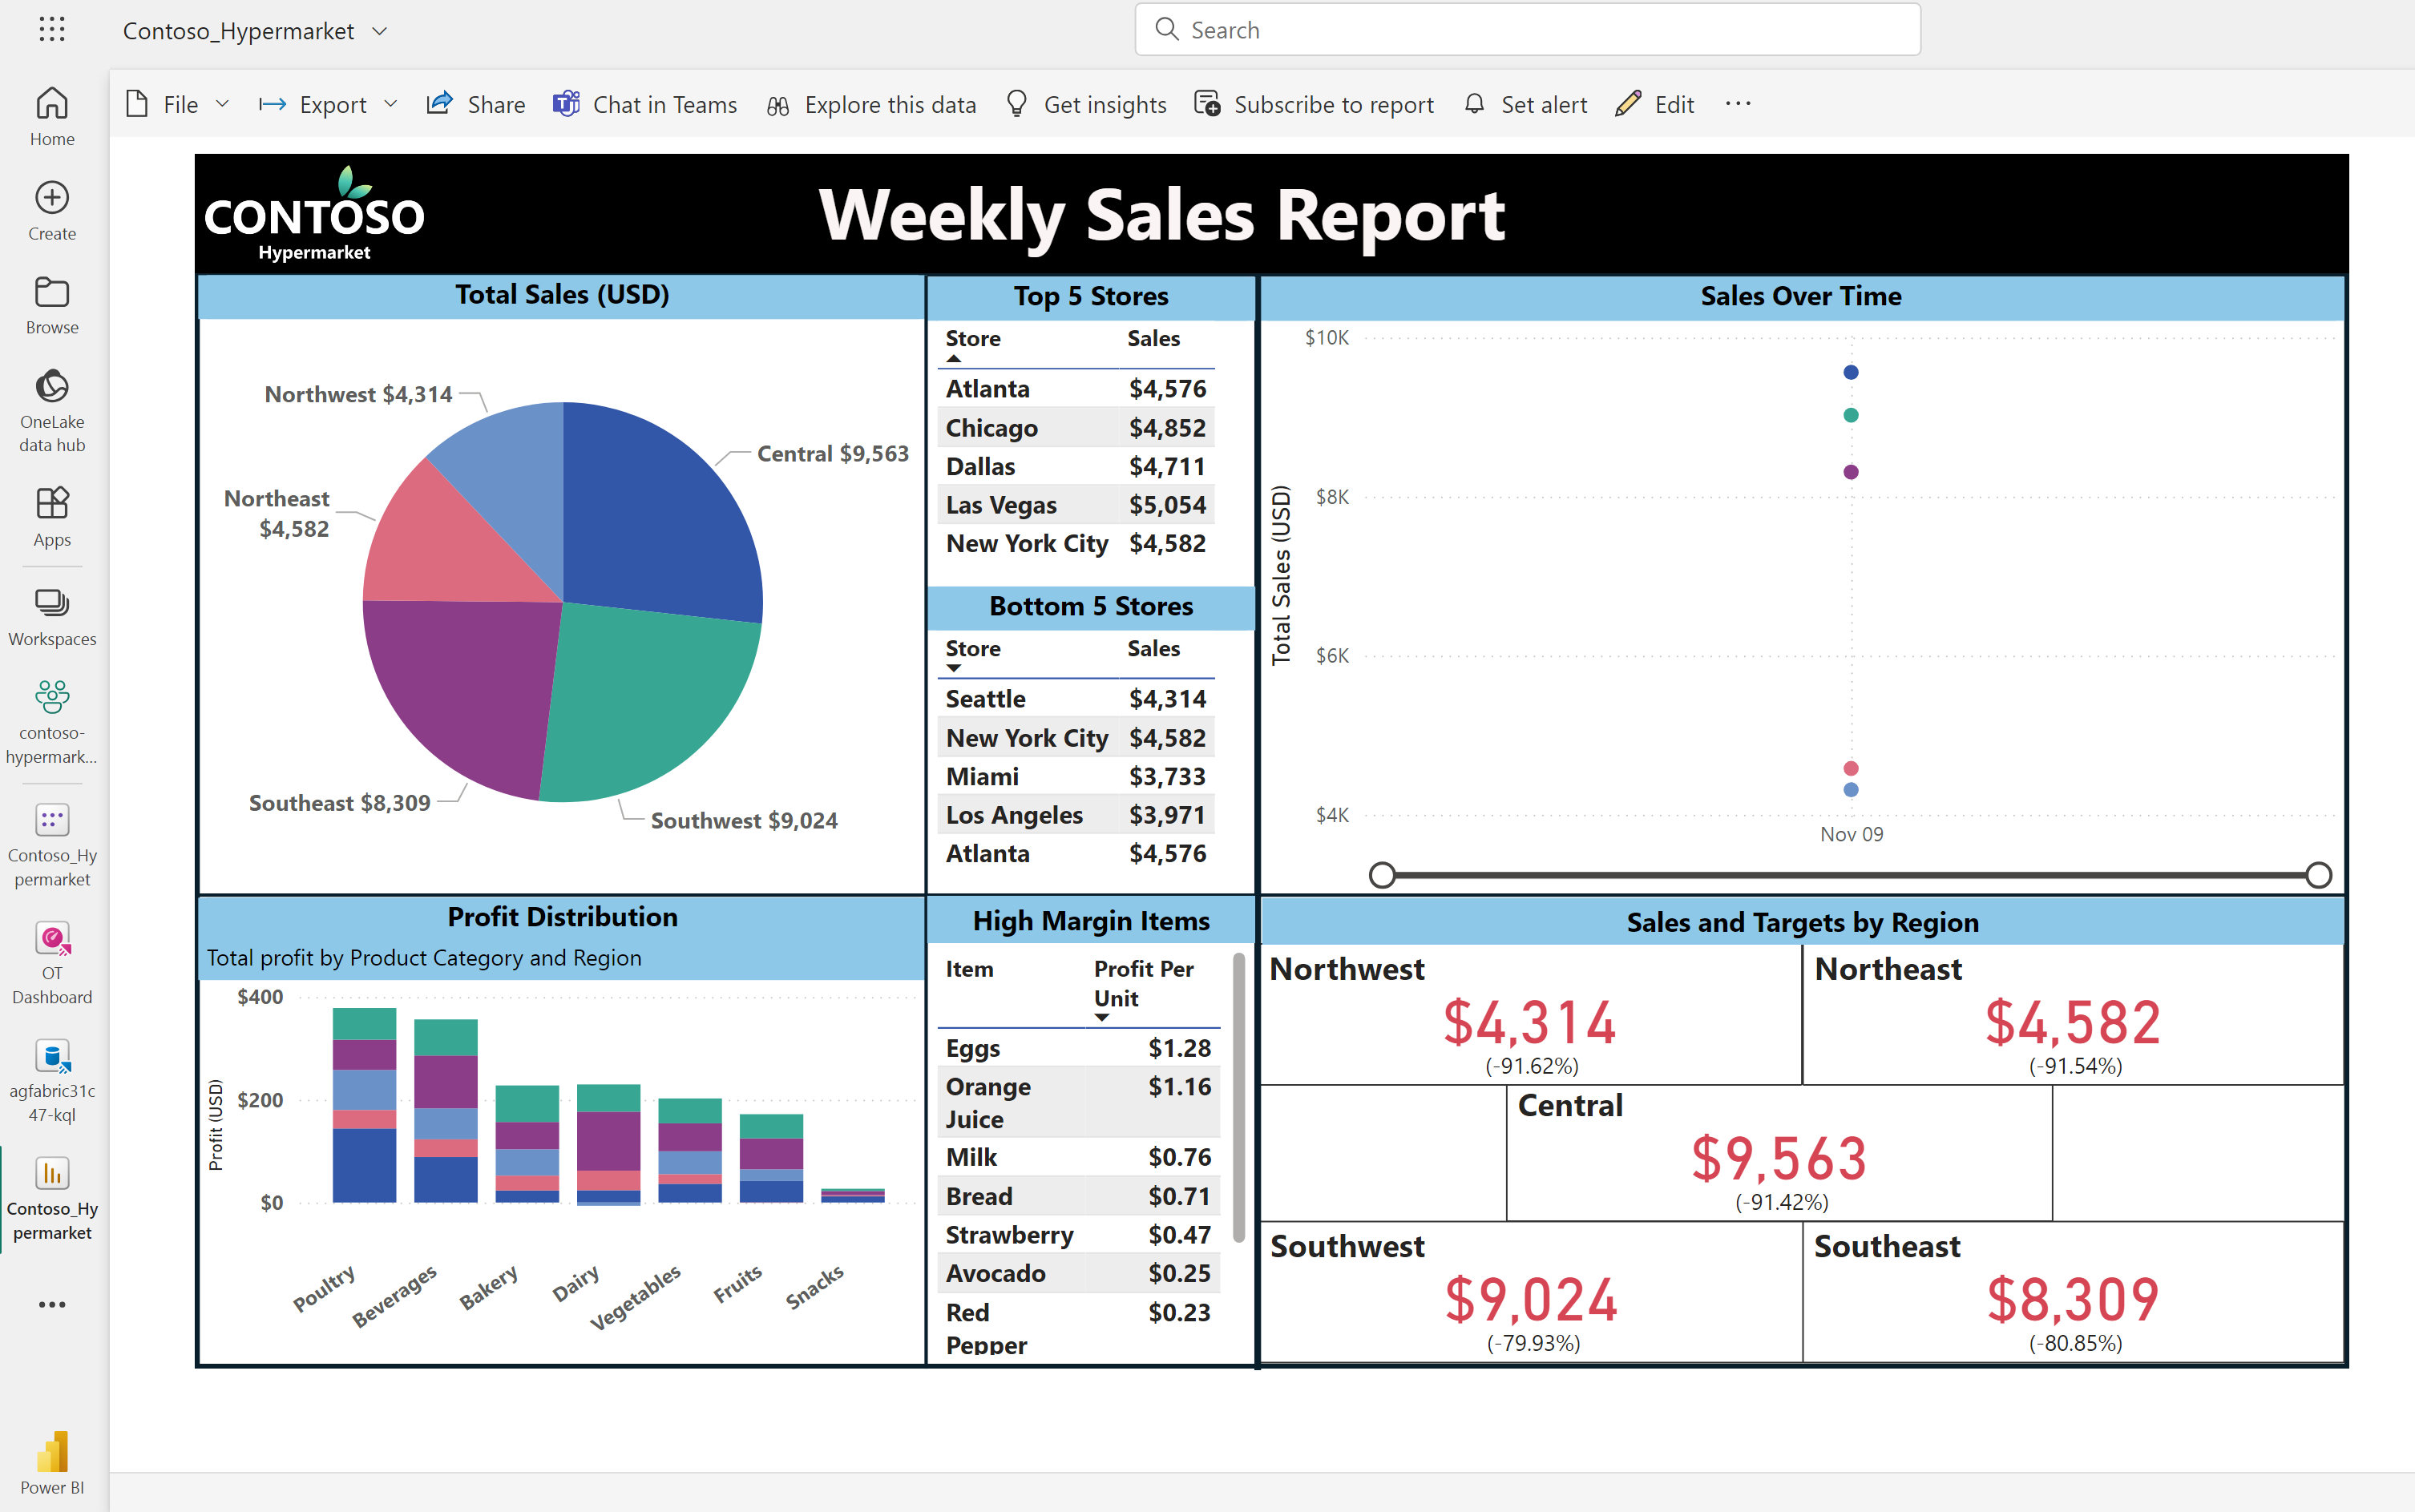 Contoso_Hypermarket
Search
Home
Create
Browse
OneLake
data hub
Apps
Workspaces
contoso-
hypermark...
Contoso_Hy
permarket
OT
Dashboard
agfabric31c
47-kql
Contoso_Hy
permarket
Power BI
File
Export
Share
Chat in Teams
Explore this data
Get insights
Subscribe to report
Set alert
Edit
CONTOSO
Hypermarket
Weekly Sales Report
Total Sales (USD)
Northwest $4,314
Central $9,563
Northeast
$4,582
Southeast $8,309
Southwest $9,024
Top 5 Stores
Store Sales
Atlanta $4,576
Chicago $4,852
Dallas $4,711
Las Vegas $5,054
New York City $4,582
Bottom 5 Stores
Store Sales
Seattle $4,314
New York City $4,582
Miami $3,733
Los Angeles $3,971
Atlanta $4,576
Sales Over Time
Total Sales (USD)
$10K
$8K
$6K
$4K
Nov 09
Profit Distribution
Total profit by Product Category and Region
Profit (USD)
$400
$200
$0
Poultry
Beverages
Bakery
Dairy
Vegetables
Fruits
Snacks
High Margin Items
Item Profit Per
Unit
Eggs $1.28
Orange $1.16
Juice
Milk $0.76
Bread $0.71
Strawberry $0.47
Avocado $0.25
Red $0.23
Pepper
Sales and Targets by Region
Northwest
$4,314
(-91.62%)
Northeast
$4,582
(-91.54%)
Central
$9,563
(-91.42%)
Southwest
$9,024
(-79.93%)
Southeast
$8,309
(-80.85%)